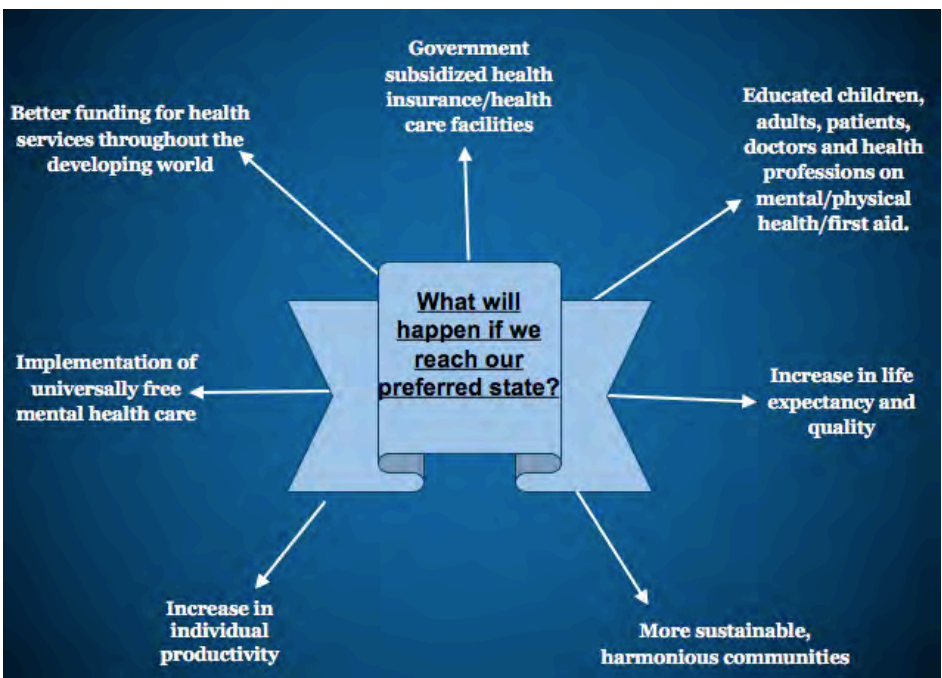 Government
subsidized health
insurance/health
care facilities
Better funding for health
services throughout the
developing world
Educated children,
adults, patients,
doctors and health
professions on
mental/physical
health/first aid.
What will
happen if we
reach our
preferred state?
Implementation of
universally free
mental health care
Increase in life
expectancy and
quality
Increase in
individual
productivity
More sustainable,
harmonious communities